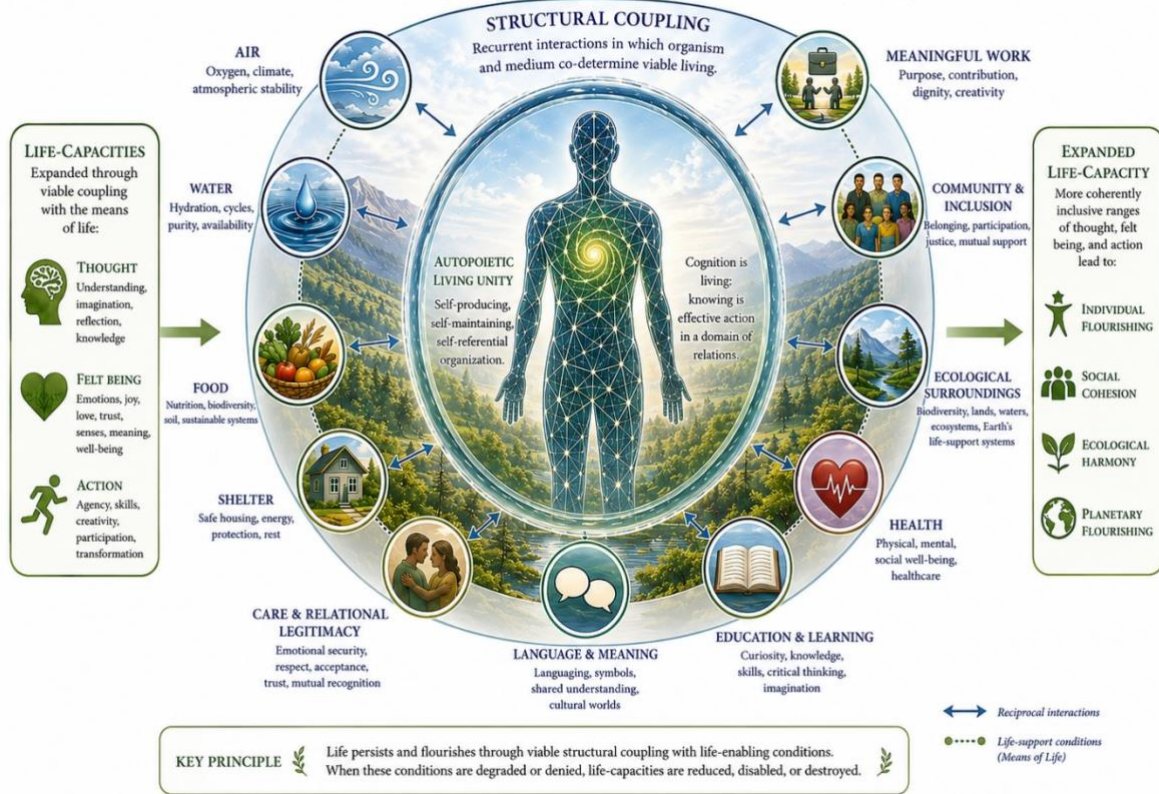 STRUCTURAL COUPLING
Recurrent interactions in which organism
and medium co-determine viable living.
AIR
Oxygen, climate,
atmospheric stability
WATER
Hydration, cycles,
purity, availability
FOOD
Nutrition, biodiversity,
soil, sustainable systems
SHELTER
Safe housing, energy,
protection, rest
CARE & RELATIONAL
LEGITIMACY
Emotional security,
respect, acceptance,
trust, mutual recognition
LANGUAGE & MEANING
Languaging, symbols,
shared understanding,
cultural worlds
EDUCATION & LEARNING
Curiosity, knowledge,
skills, critical thinking,
imagination
HEALTH
Physical, mental,
social well-being,
healthcare
ECOLOGICAL
SURROUNDINGS
Biodiversity, lands, waters,
ecosystems, Earth's
life-support systems
COMMUNITY &
INCLUSION
Belonging, participation,
justice, mutual support
MEANINGFUL WORK
Purpose, contribution,
dignity, creativity
LIFE-CAPACITIES
Expanded through
viable coupling
with the means
of life:
THOUGHT
Understanding,
imagination,
reflection,
knowledge
FELT BEING
Emotions, joy,
love, trust,
senses, meaning,
well-being
ACTION
Agency, skills,
creativity,
participation,
transformation
AUTOPOIETIC
LIVING UNITY
Self-producing,
self-maintaining,
self-referential
organization.
Cognition is
living:
knowing is
effective action
in a domain of
relations.
EXPANDED
LIFE-CAPACITY
More coherently
inclusive ranges
of thought, felt
being, and action
lead to:
INDIVIDUAL
FLOURISHING
SOCIAL
COHESION
ECOLOGICAL
HARMONY
PLANETARY
FLOURISHING
Reciprocal interactions
Life-support conditions
(Means of Life)
KEY PRINCIPLE
Life persists and flourishes through viable structural coupling with life-enabling conditions.
When these conditions are degraded or denied, life-capacities are reduced, disabled, or destroyed.